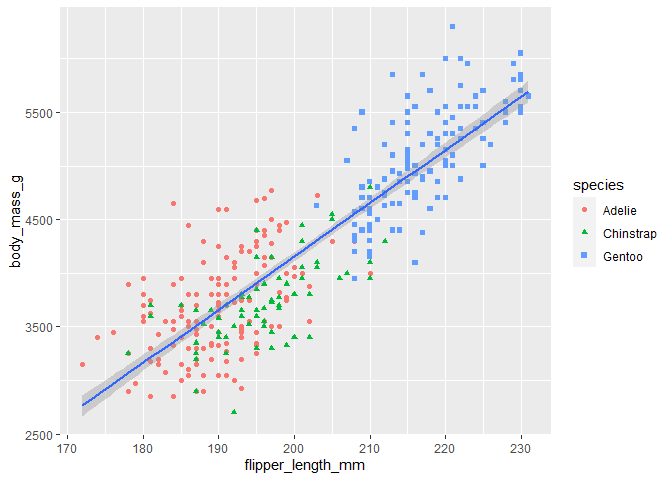 body_mass_g
5500
4500
3500
2500
170
180
190
200
210
220
230
flipper_length_mm
species
Adelie
Chinstrap
Gentoo